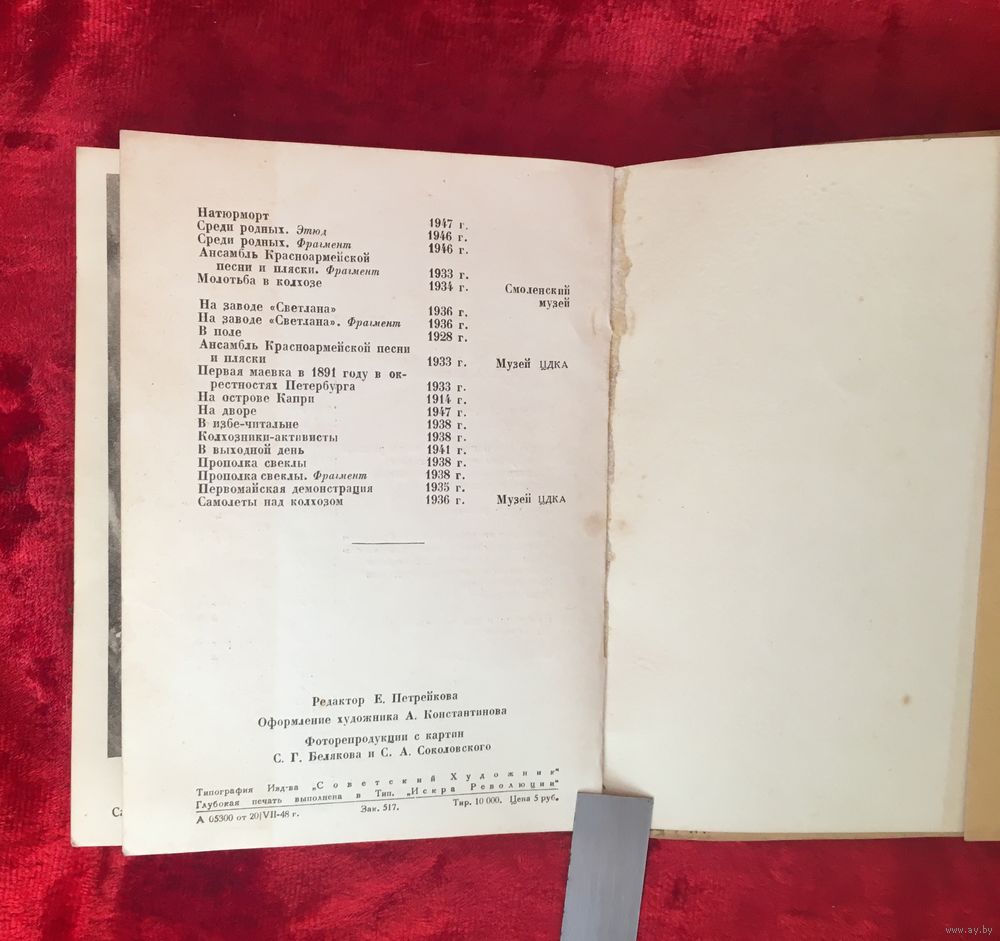 Натюрморт 1947 г.
Среди родных. Этюд 1946 г.
Среди родных. Фрагмент 1946 г.
Ансамбль Красноармейской
песни и пляски. Фрагмент 1933 г.
Молотьба в колхозе 1934 г. Смоленский
музей
На заводе «Светлана» 1936 г.
На заводе «Светлана». Фрагмент 1936 г.
В поле 1928 г.
Ансамбль Красноармейской песни
и пляски 1933 г. Музей ЦДКА
Первая маевка в 1891 году в ок-
рестностях Петербурга 1933 г.
На острове Капри 1914 г.
На дворе 1947 г.
В избе-читальне 1938 г.
Колхозники-активисты 1938 г.
В выходной день 1941 г.
Прополка свеклы 1938 г.
Прополка свеклы. Фрагмент 1938 г.
Первомайская демонстрация 1935 г.
Самолеты над колхозом 1936 г. Музей ЦДКА
Редактор Е. Петрейкова
Оформление художника А. Константинова
Фоторепродукции с картин
С. Г. Белякова и С. А. Соколовского
Типография Изд-ва „Советский Художник“
Глубокая печать выполнена в Тип. „Искра Революции“
А 05300 от 20/VII-48 г. Зак. 517. Тир. 10 000. Цена 5 руб.
Са
www.ay.by